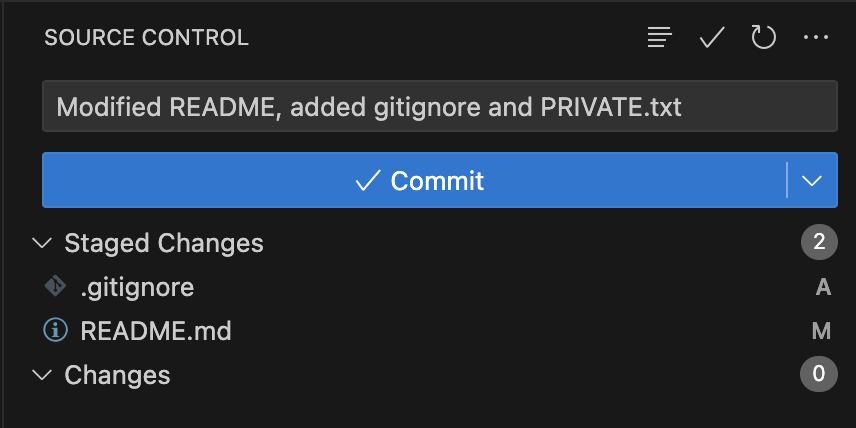 SOURCE CONTROL
Modified README, added gitignore and PRIVATE.txt
Commit
Staged Changes 2
.gitignore A
README.md M
Changes 0